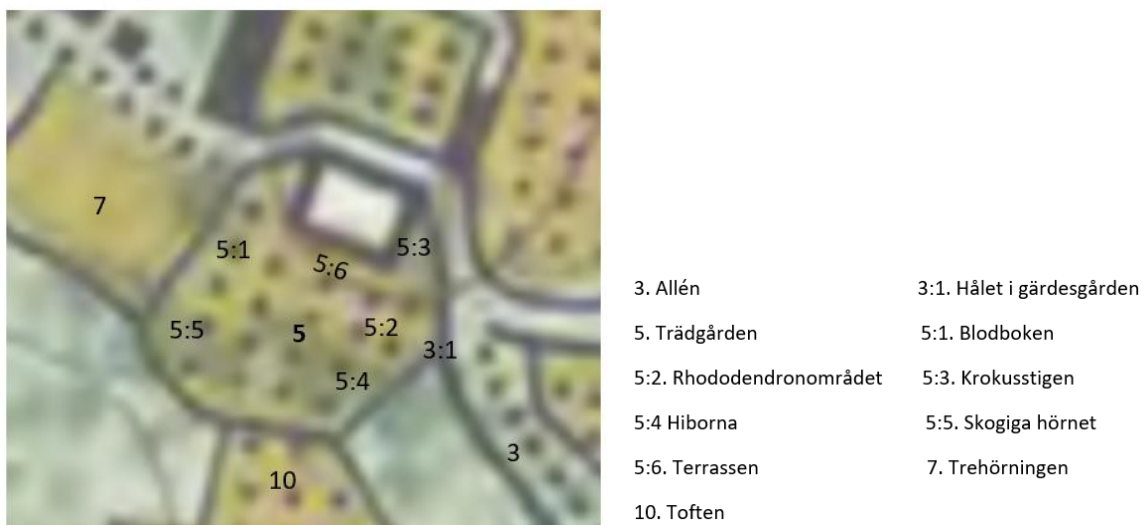 7
5:1
5:6
5:3
5:5
5
5:2
3:1
5:4
3
10
3. Allén 3:1. Hålet i gärdesgården
5. Trädgården 5:1. Blodboken
5:2. Rhododendronområdet 5:3. Krokusstigen
5:4 Hiborna 5:5. Skogiga hörnet
5:6. Terrassen 7. Trehörningen
10. Toften